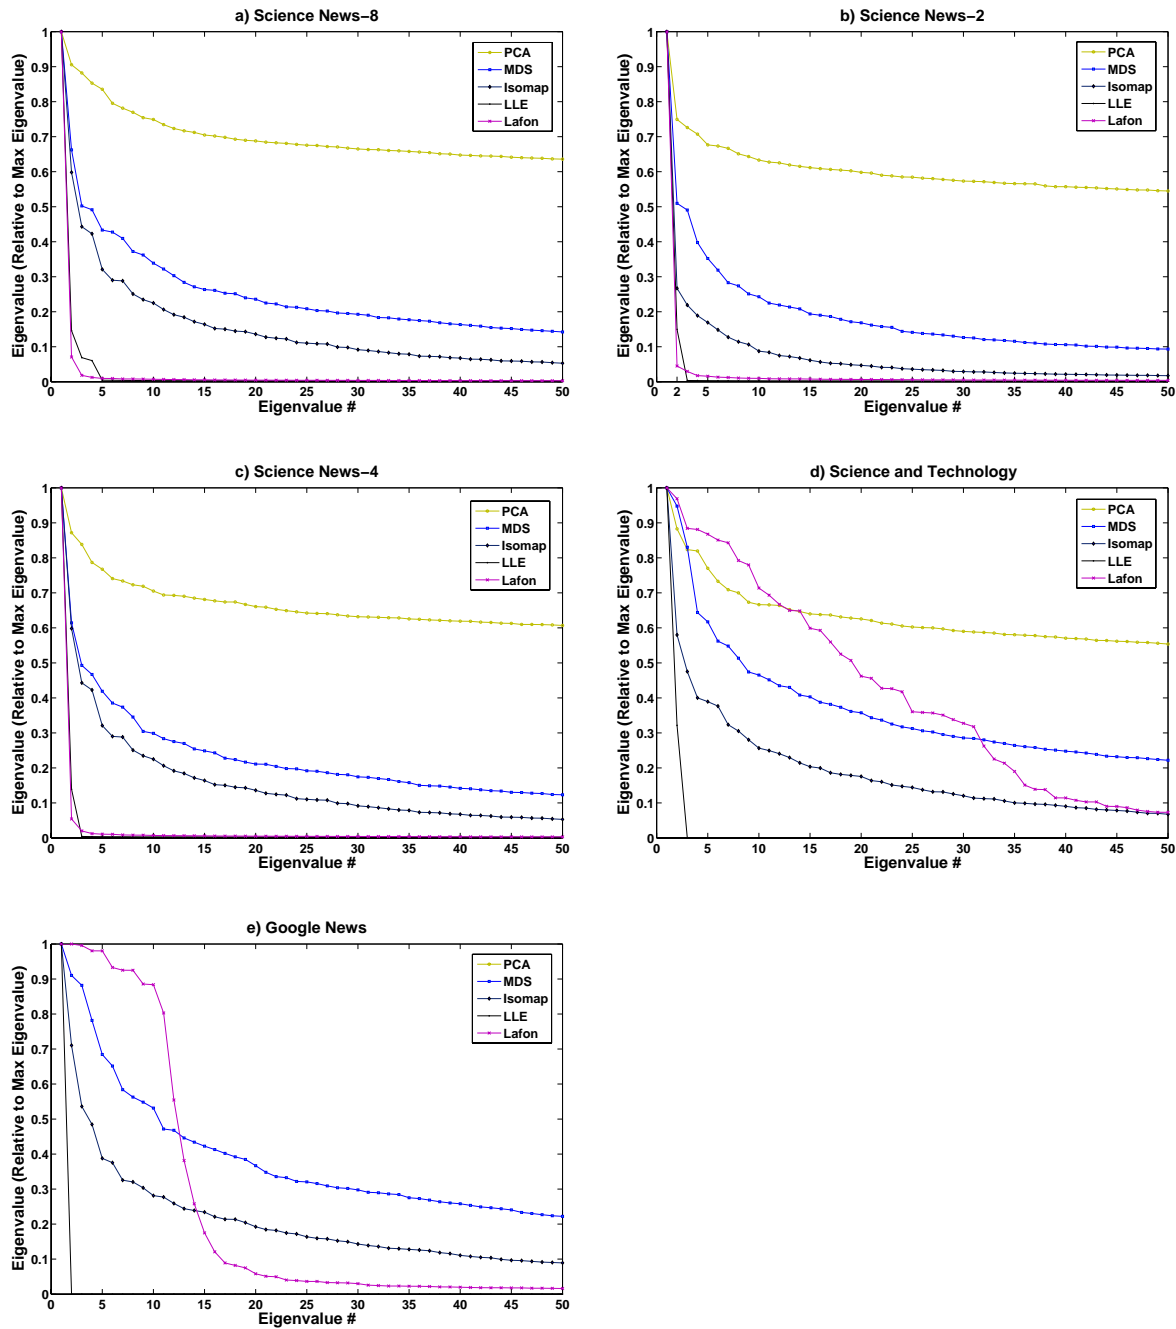 a) Science News-8
Eigenvalue (Relative to Max Eigenvalue)
1
0.9
0.8
0.7
0.6
0.5
0.4
0.3
0.2
0.1
0
PCA
MDS
Isomap
LLE
Lafon
0 5 10 15 20 25 30 35 40 45 50
Eigenvalue #
b) Science News-2
Eigenvalue (Relative to Max Eigenvalue)
1
0.9
0.8
0.7
0.6
0.5
0.4
0.3
0.2
0.1
0
PCA
MDS
Isomap
LLE
Lafon
0 2 5 10 15 20 25 30 35 40 45 50
Eigenvalue #
c) Science News-4
Eigenvalue (Relative to Max Eigenvalue)
1
0.9
0.8
0.7
0.6
0.5
0.4
0.3
0.2
0.1
0
PCA
MDS
Isomap
LLE
Lafon
0 5 10 15 20 25 30 35 40 45 50
Eigenvalue #
d) Science and Technology
Eigenvalue (Relative to Max Eigenvalue)
1
0.9
0.8
0.7
0.6
0.5
0.4
0.3
0.2
0.1
0
PCA
MDS
Isomap
LLE
Lafon
0 5 10 15 20 25 30 35 40 45 50
Eigenvalue #
e) Google News
Eigenvalue (Relative to Max Eigenvalue)
1
0.9
0.8
0.7
0.6
0.5
0.4
0.3
0.2
0.1
0
PCA
MDS
Isomap
LLE
Lafon
0 5 10 15 20 25 30 35 40 45 50
Eigenvalue #